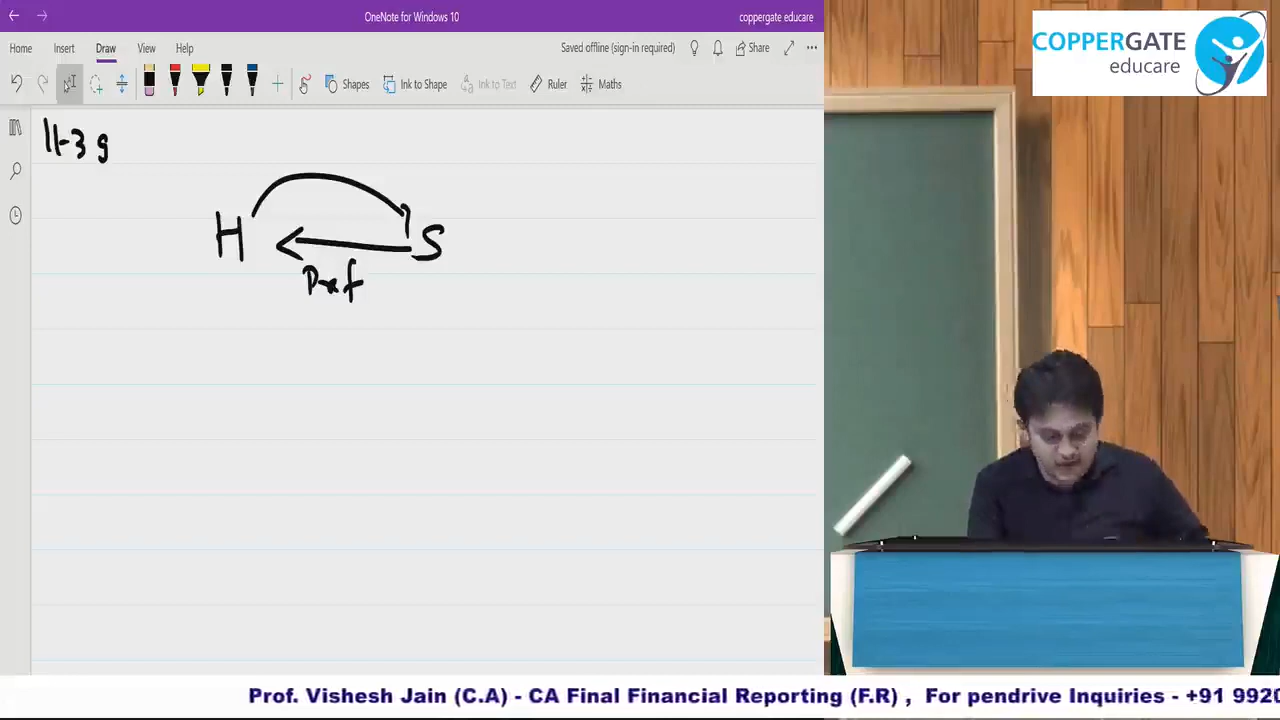 OneNote for Windows 10
coppergate educare
Home Insert Draw View Help
Saved offline (sign-in required) Share
Shapes Ink to Shape Ink to Text Ruler Maths
COPPERGATE
educare
11-3 g
H S
Pref
Prof. Vishesh Jain (C.A) - CA Final Financial Reporting (F.R) , For pendrive Inquiries - +91 992